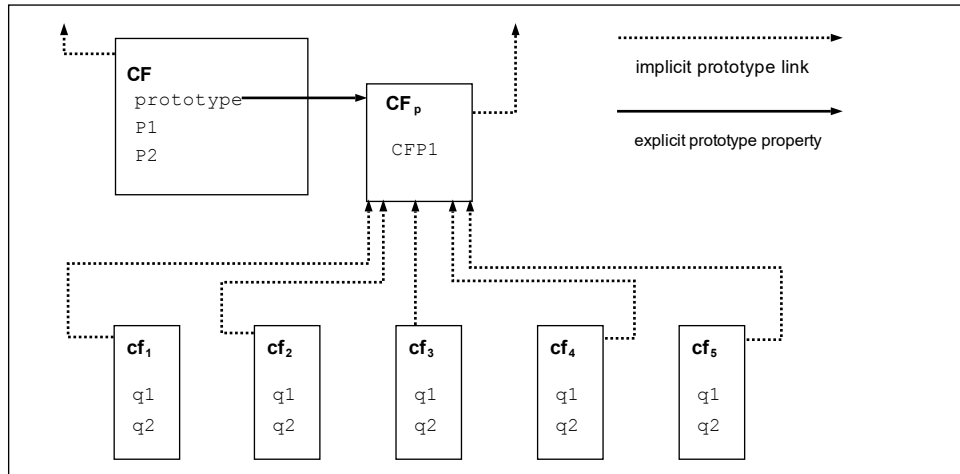 CF
prototype
P1
P2
CFₚ
CFP1
implicit prototype link
explicit prototype property
cf₁
q1
q2
cf₂
q1
q2
cf₃
q1
q2
cf₄
q1
q2
cf₅
q1
q2